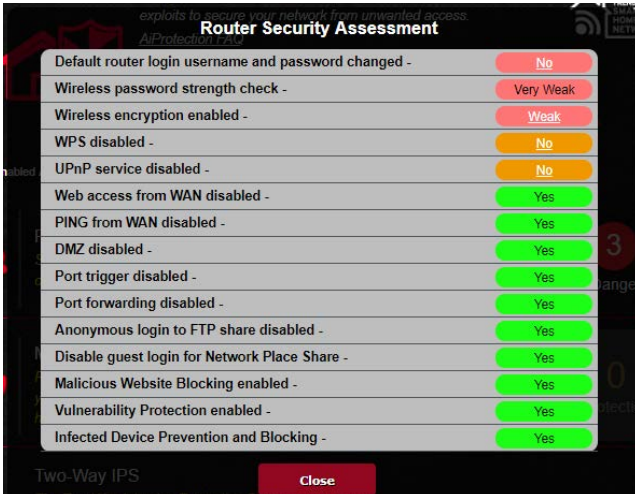 exploits to secure your network from unwanted access.
AiProtection FAQ
Router Security Assessment
Default router login username and password changed - No
Wireless password strength check - Very Weak
Wireless encryption enabled - Weak
WPS disabled - No
UPnP service disabled - No
Web access from WAN disabled - Yes
PING from WAN disabled - Yes
DMZ disabled - Yes
3
Port trigger disabled - Yes
Port forwarding disabled - Yes
Anonymous login to FTP share disabled - Yes
Disable guest login for Network Place Share - Yes
Malicious Website Blocking enabled - Yes
0
Vulnerability Protection enabled - Yes
Infected Device Prevention and Blocking - Yes
Two-Way IPS
Close